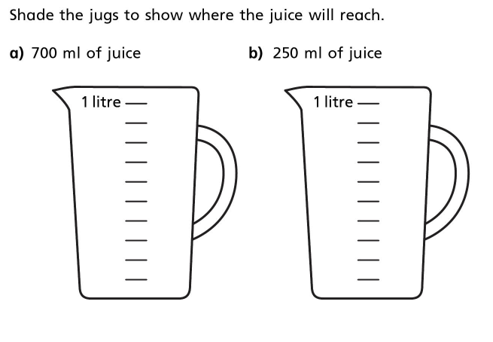 Shade the jugs to show where the juice will reach.
a) 700 ml of juice
b) 250 ml of juice
1 litre
1 litre